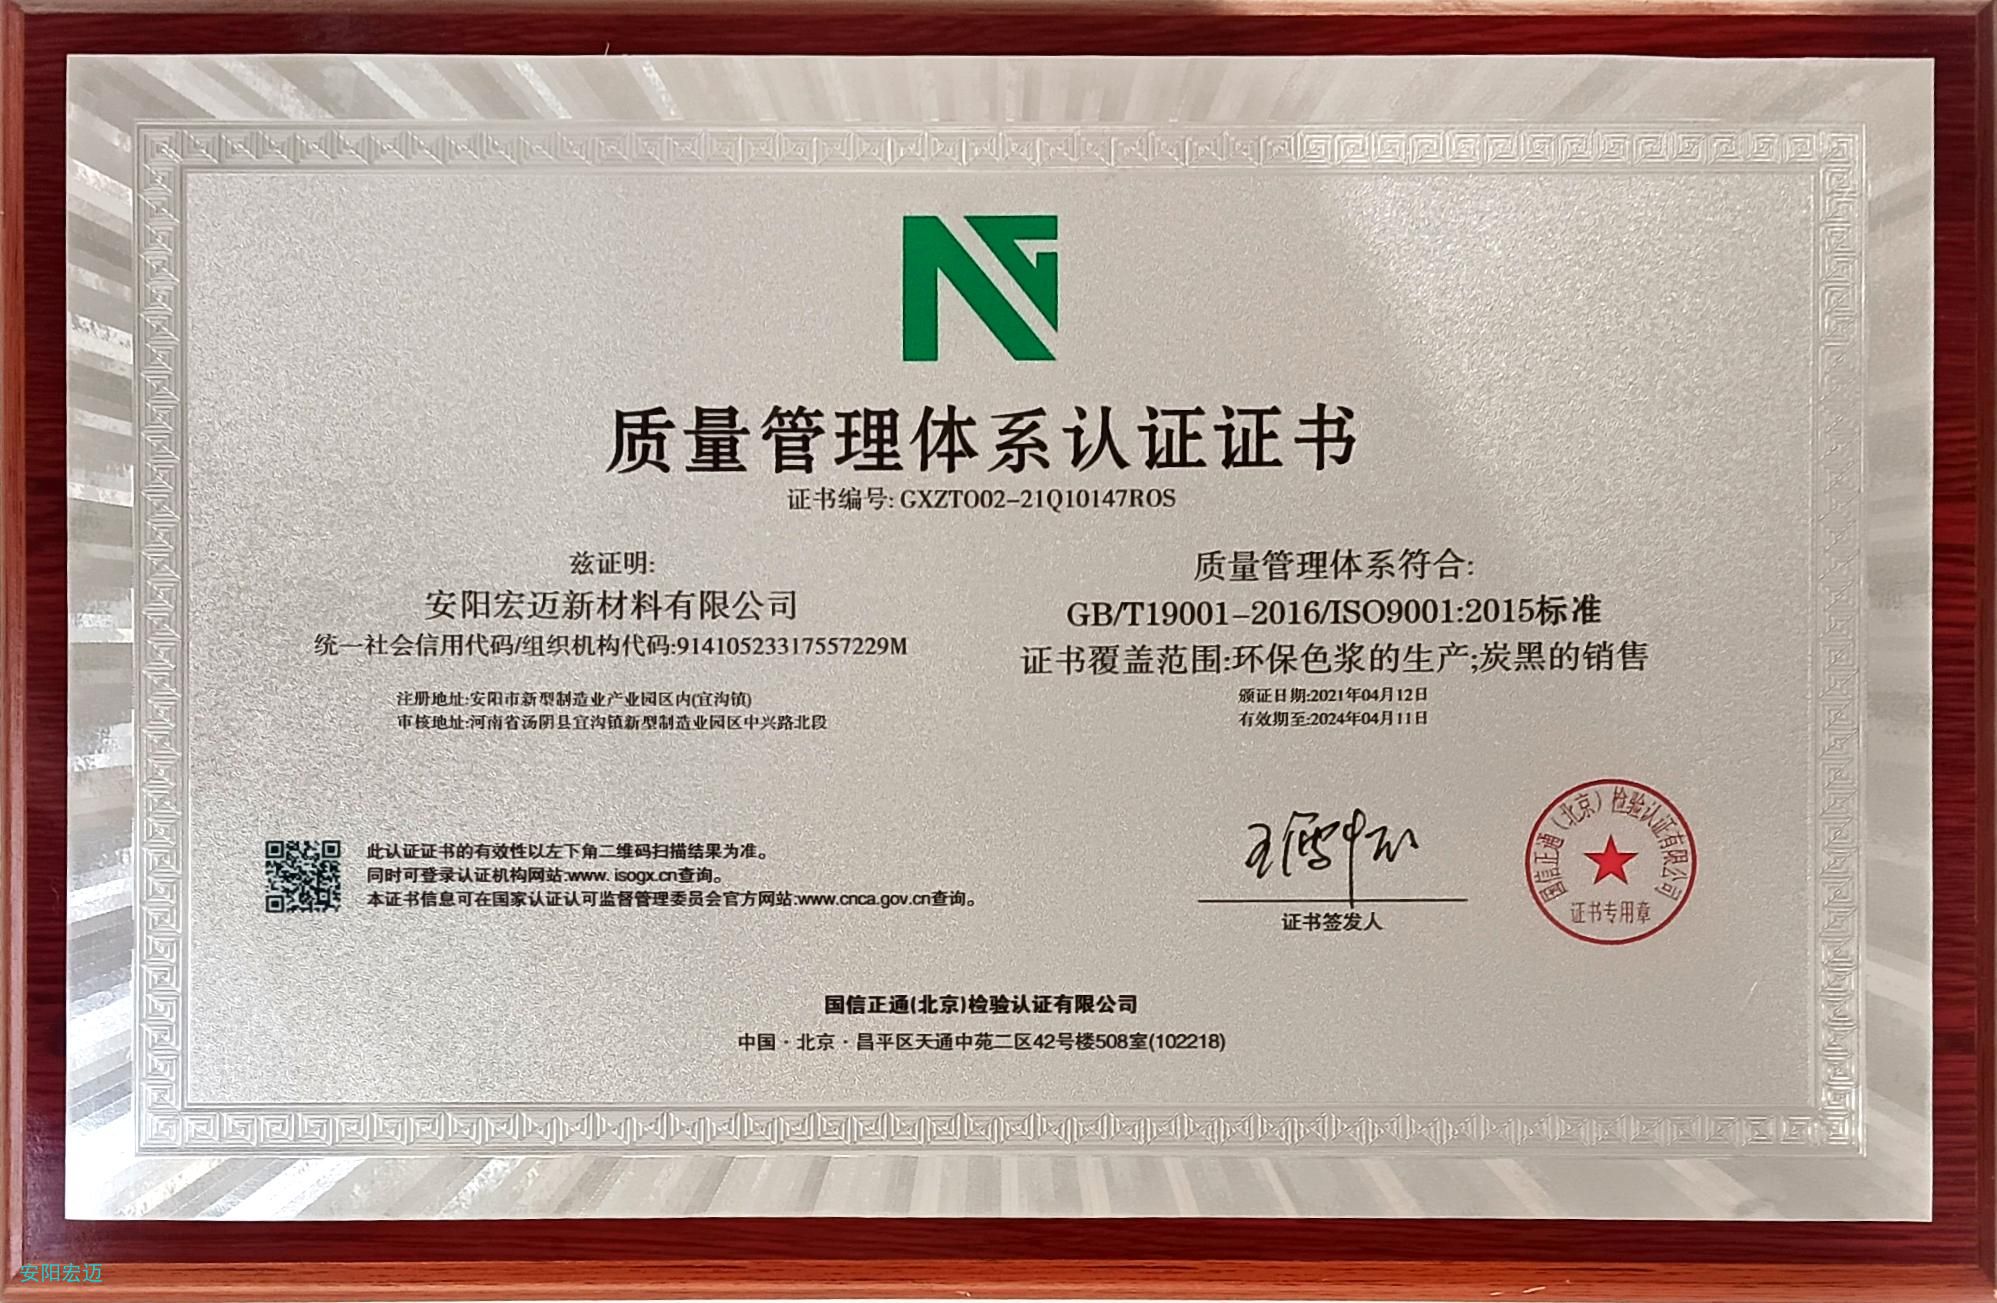 质量管理体系认证证书
证书编号: GXZTO02-21Q10147ROS
兹证明:
安阳宏迈新材料有限公司
统一社会信用代码/组织机构代码:91410523317557229M
注册地址:安阳市新型制造业产业园区内(宜沟镇)
审核地址:河南省汤阴县宜沟镇新型制造业园区中兴路北段
质量管理体系符合:
GB/T19001-2016/ISO9001:2015标准
证书覆盖范围:环保色浆的生产;炭黑的销售
颁证日期:2021年04月12日
有效期至:2024年04月11日
此认证证书的有效性以左下角二维码扫描结果为准。
同时可登录认证机构网站:www. isogx.cn查询。
本证书信息可在国家认证认可监督管理委员会官方网站:www.cnca.gov.cn查询。
证书签发人
国信正通（北京）检验认证有限公司
证书专用章
国信正通(北京)检验认证有限公司
中国 · 北京 · 昌平区天通中苑二区42号楼508室(102218)
安阳宏迈